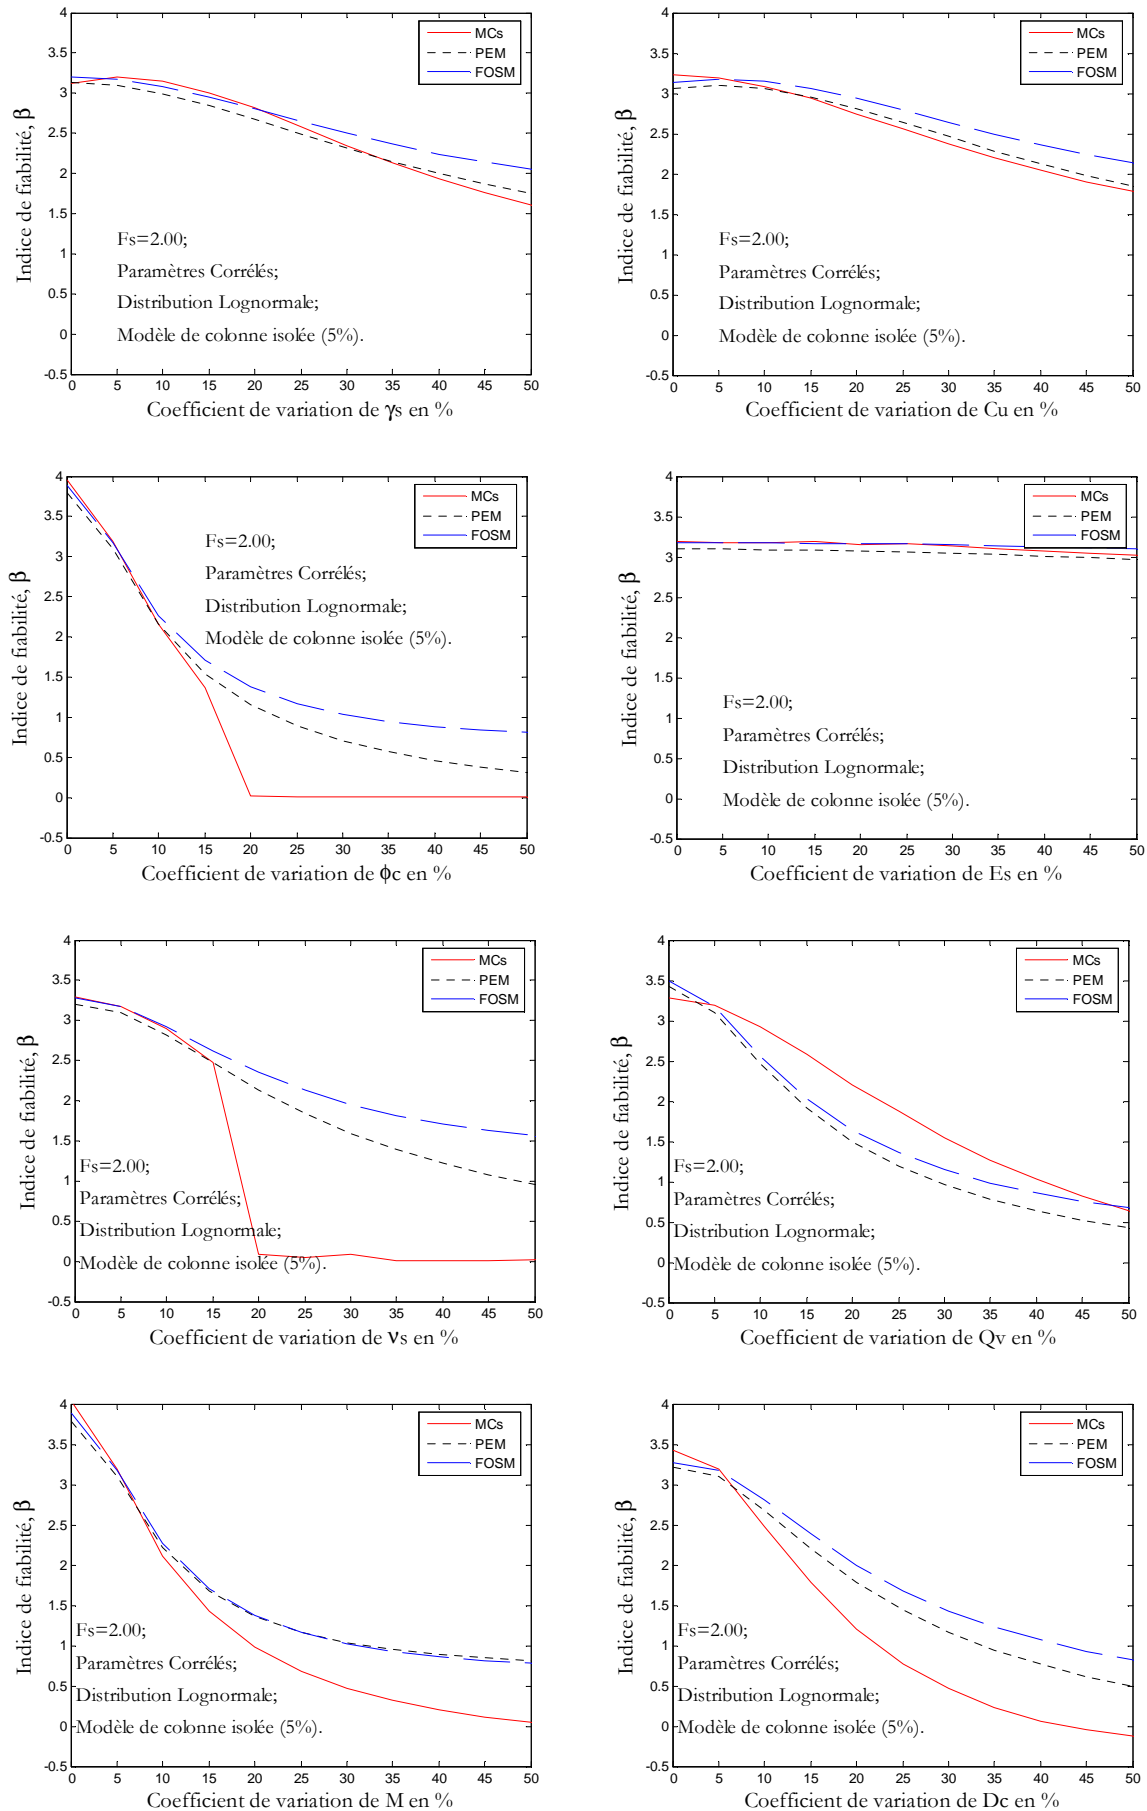 4
3.5
3
2.5
2
1.5
1
0.5
0
-0.5
Indice de fiabilité, β
MCs
PEM
FOSM
Fs=2.00;
Paramètres Corrélés;
Distribution Lognormale;
Modèle de colonne isolée (5%).
0 5 10 15 20 25 30 35 40 45 50
Coefficient de variation de γs en %
4
3.5
3
2.5
2
1.5
1
0.5
0
-0.5
Indice de fiabilité, β
MCs
PEM
FOSM
Fs=2.00;
Paramètres Corrélés;
Distribution Lognormale;
Modèle de colonne isolée (5%).
0 5 10 15 20 25 30 35 40 45 50
Coefficient de variation de Cu en %
4
3.5
3
2.5
2
1.5
1
0.5
0
-0.5
Indice de fiabilité, β
MCs
PEM
FOSM
Fs=2.00;
Paramètres Corrélés;
Distribution Lognormale;
Modèle de colonne isolée (5%).
0 5 10 15 20 25 30 35 40 45 50
Coefficient de variation de ϕc en %
4
3.5
3
2.5
2
1.5
1
0.5
0
-0.5
Indice de fiabilité, β
MCs
PEM
FOSM
Fs=2.00;
Paramètres Corrélés;
Distribution Lognormale;
Modèle de colonne isolée (5%).
0 5 10 15 20 25 30 35 40 45 50
Coefficient de variation de Es en %
4
3.5
3
2.5
2
1.5
1
0.5
0
-0.5
Indice de fiabilité, β
MCs
PEM
FOSM
Fs=2.00;
Paramètres Corrélés;
Distribution Lognormale;
Modèle de colonne isolée (5%).
0 5 10 15 20 25 30 35 40 45 50
Coefficient de variation de νs en %
4
3.5
3
2.5
2
1.5
1
0.5
0
-0.5
Indice de fiabilité, β
MCs
PEM
FOSM
Fs=2.00;
Paramètres Corrélés;
Distribution Lognormale;
Modèle de colonne isolée (5%).
0 5 10 15 20 25 30 35 40 45 50
Coefficient de variation de Qv en %
4
3.5
3
2.5
2
1.5
1
0.5
0
-0.5
Indice de fiabilité, β
MCs
PEM
FOSM
Fs=2.00;
Paramètres Corrélés;
Distribution Lognormale;
Modèle de colonne isolée (5%).
0 5 10 15 20 25 30 35 40 45 50
Coefficient de variation de M en %
4
3.5
3
2.5
2
1.5
1
0.5
0
-0.5
Indice de fiabilité, β
MCs
PEM
FOSM
Fs=2.00;
Paramètres Corrélés;
Distribution Lognormale;
Modèle de colonne isolée (5%).
0 5 10 15 20 25 30 35 40 45 50
Coefficient de variation de Dc en %